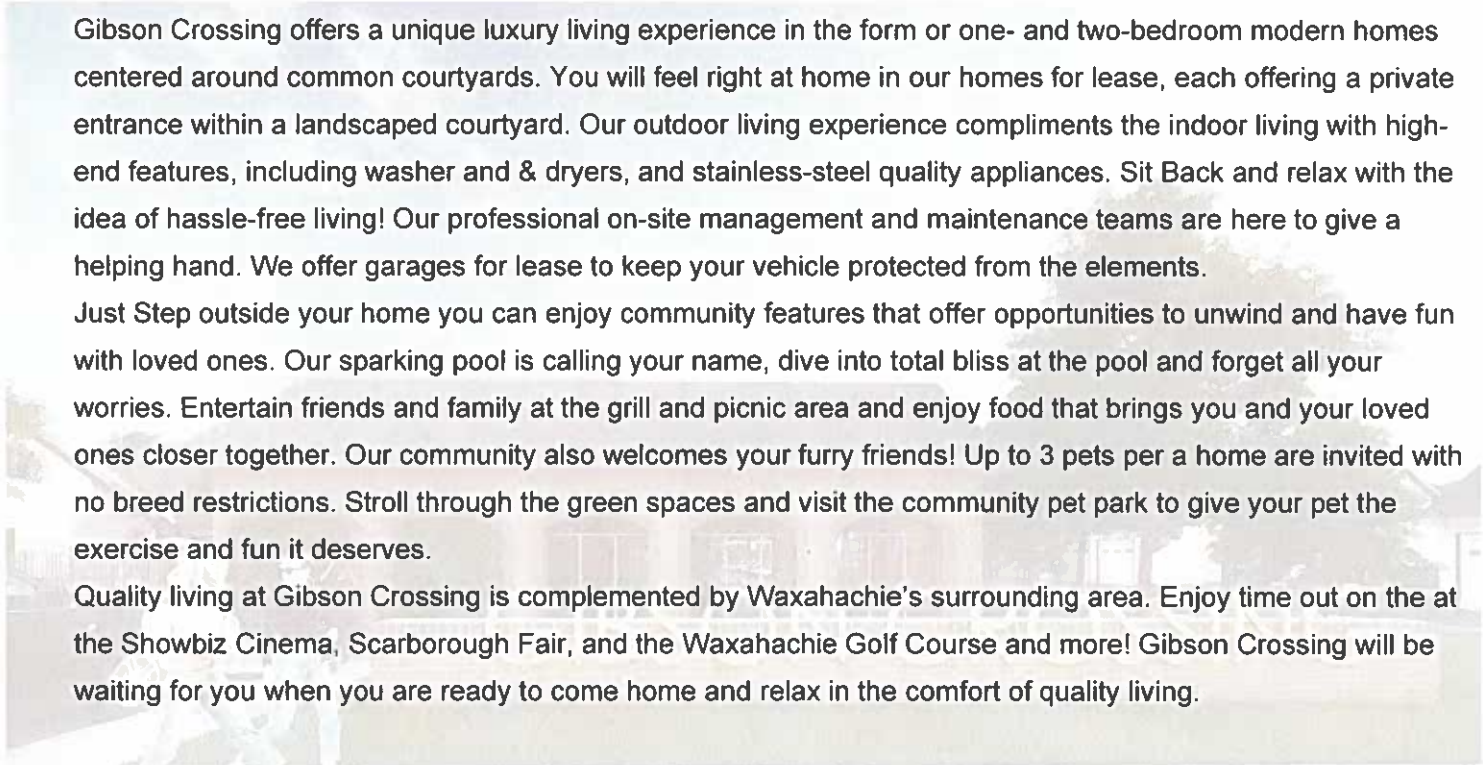 Gibson Crossing offers a unique luxury living experience in the form or one- and two-bedroom modern homes
centered around common courtyards. You will feel right at home in our homes for lease, each offering a private
entrance within a landscaped courtyard. Our outdoor living experience compliments the indoor living with high-
end features, including washer and & dryers, and stainless-steel quality appliances. Sit Back and relax with the
idea of hassle-free living! Our professional on-site management and maintenance teams are here to give a
helping hand. We offer garages for lease to keep your vehicle protected from the elements.
Just Step outside your home you can enjoy community features that offer opportunities to unwind and have fun
with loved ones. Our sparking pool is calling your name, dive into total bliss at the pool and forget all your
worries. Entertain friends and family at the grill and picnic area and enjoy food that brings you and your loved
ones closer together. Our community also welcomes your furry friends! Up to 3 pets per a home are invited with
no breed restrictions. Stroll through the green spaces and visit the community pet park to give your pet the
exercise and fun it deserves.
Quality living at Gibson Crossing is complemented by Waxahachie's surrounding area. Enjoy time out on the at
the Showbiz Cinema, Scarborough Fair, and the Waxahachie Golf Course and more! Gibson Crossing will be
waiting for you when you are ready to come home and relax in the comfort of quality living.